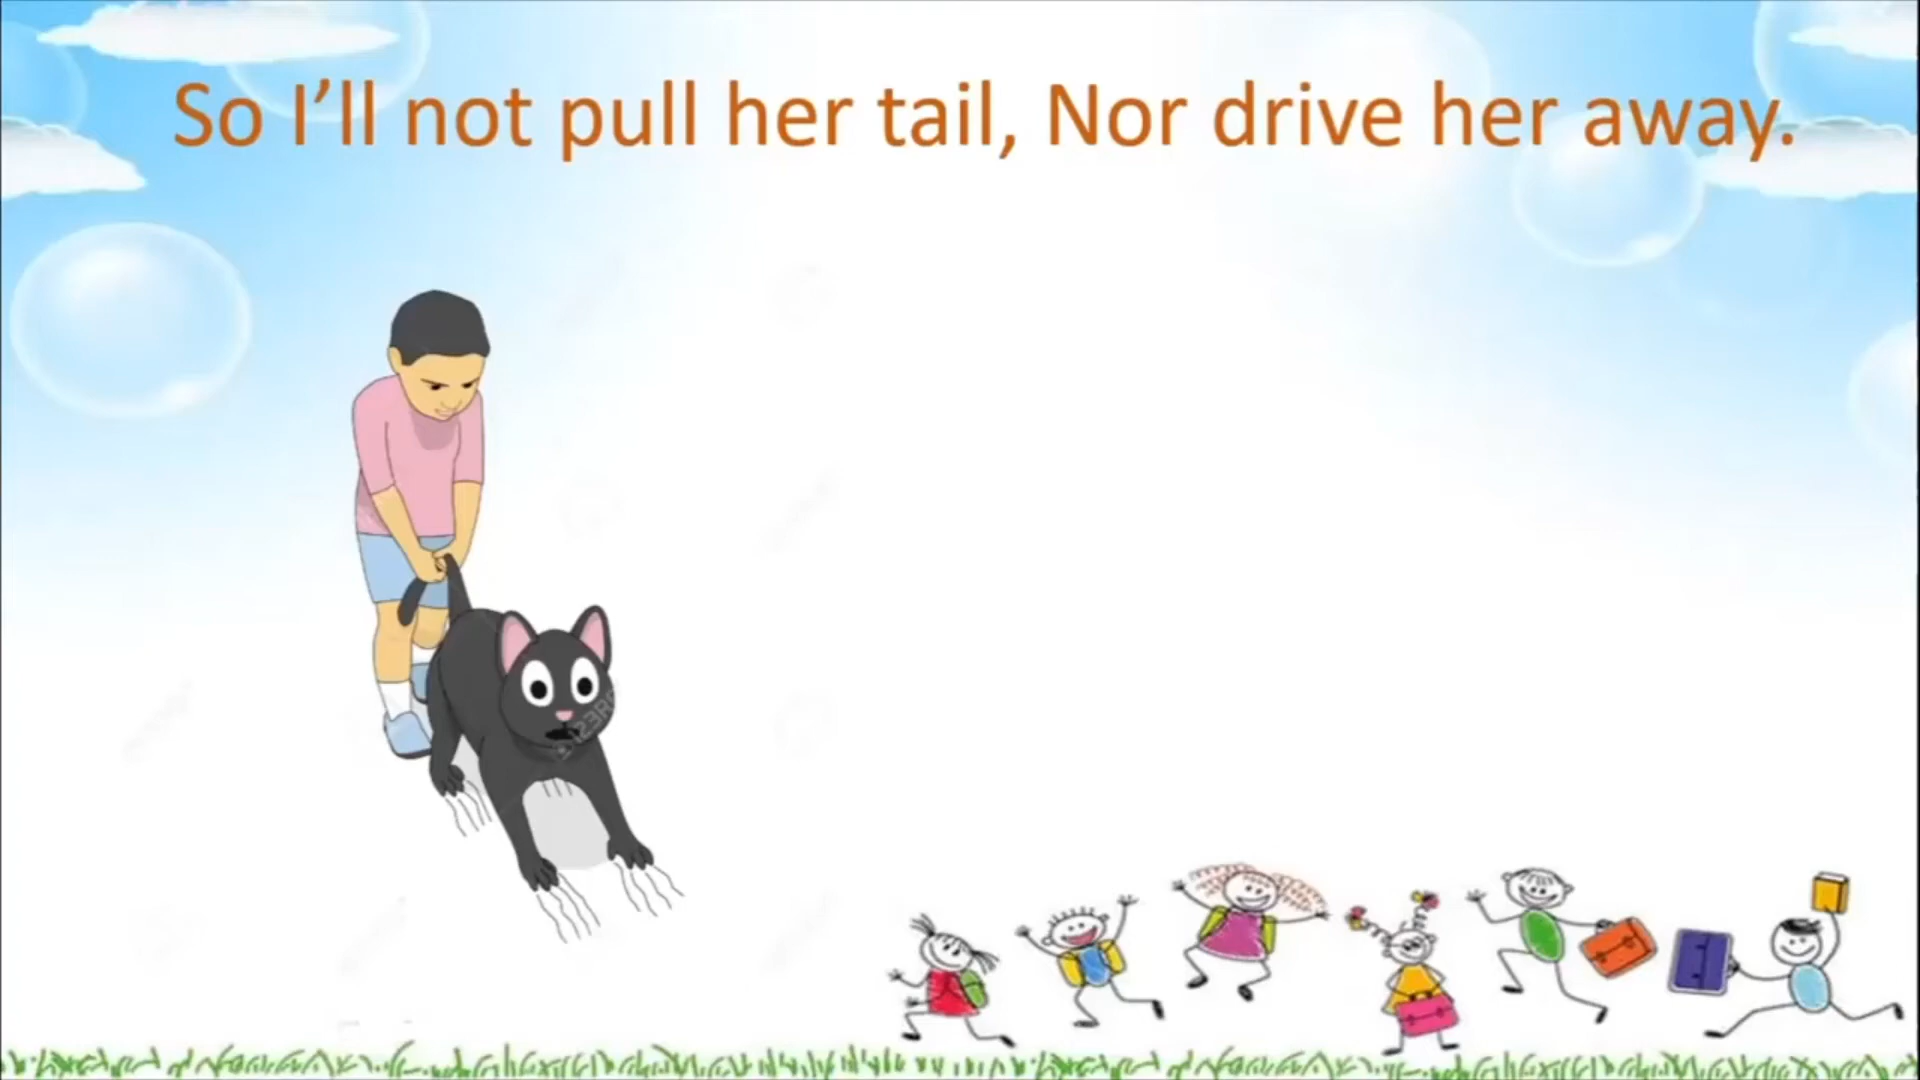 So I’ll not pull her tail, Nor drive her away.